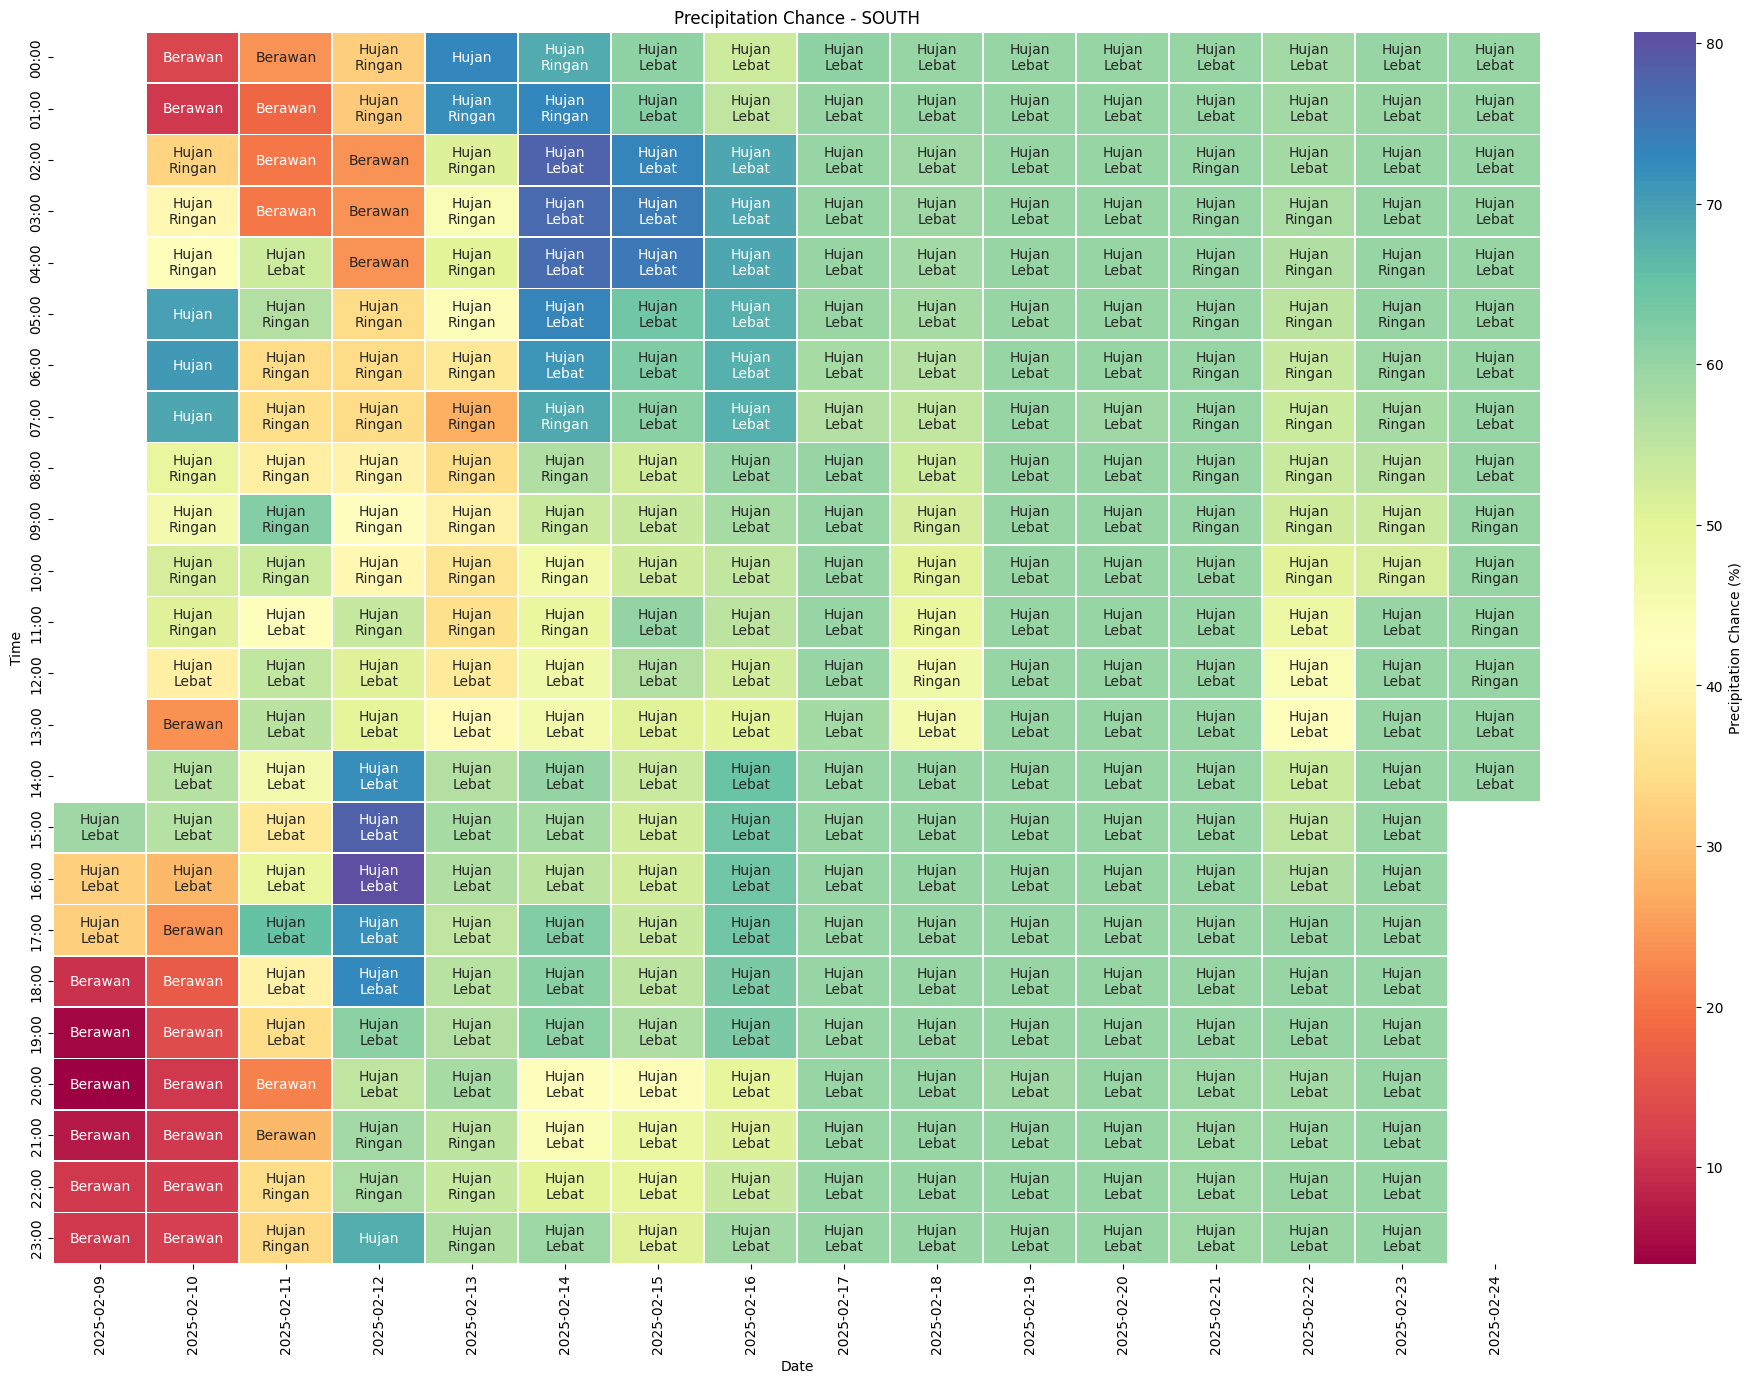 Precipitation Chance - SOUTH
00:00 Berawan Berawan Hujan Ringan Hujan Hujan Ringan Hujan Lebat Hujan Lebat Hujan Lebat Hujan Lebat Hujan Lebat Hujan Lebat Hujan Lebat Hujan Lebat Hujan Lebat Hujan Lebat
01:00 Berawan Berawan Hujan Ringan Hujan Ringan Hujan Ringan Hujan Lebat Hujan Lebat Hujan Lebat Hujan Lebat Hujan Lebat Hujan Lebat Hujan Lebat Hujan Lebat Hujan Lebat Hujan Lebat
02:00 Hujan Ringan Berawan Berawan Hujan Ringan Hujan Lebat Hujan Lebat Hujan Lebat Hujan Lebat Hujan Lebat Hujan Lebat Hujan Lebat Hujan Ringan Hujan Lebat Hujan Lebat Hujan Lebat
03:00 Hujan Ringan Berawan Berawan Hujan Ringan Hujan Lebat Hujan Lebat Hujan Lebat Hujan Lebat Hujan Lebat Hujan Lebat Hujan Lebat Hujan Ringan Hujan Ringan Hujan Lebat Hujan Lebat
04:00 Hujan Ringan Hujan Lebat Berawan Hujan Ringan Hujan Lebat Hujan Lebat Hujan Lebat Hujan Lebat Hujan Lebat Hujan Lebat Hujan Lebat Hujan Ringan Hujan Ringan Hujan Ringan Hujan Lebat
05:00 Hujan Hujan Ringan Hujan Ringan Hujan Ringan Hujan Lebat Hujan Lebat Hujan Lebat Hujan Lebat Hujan Lebat Hujan Lebat Hujan Lebat Hujan Ringan Hujan Ringan Hujan Ringan Hujan Lebat
06:00 Hujan Hujan Ringan Hujan Ringan Hujan Ringan Hujan Lebat Hujan Lebat Hujan Lebat Hujan Lebat Hujan Lebat Hujan Lebat Hujan Lebat Hujan Ringan Hujan Ringan Hujan Ringan Hujan Lebat
07:00 Hujan Hujan Ringan Hujan Ringan Hujan Ringan Hujan Ringan Hujan Lebat Hujan Lebat Hujan Lebat Hujan Lebat Hujan Lebat Hujan Lebat Hujan Ringan Hujan Ringan Hujan Ringan Hujan Lebat
08:00 Hujan Ringan Hujan Ringan Hujan Ringan Hujan Ringan Hujan Ringan Hujan Lebat Hujan Lebat Hujan Lebat Hujan Lebat Hujan Lebat Hujan Lebat Hujan Ringan Hujan Ringan Hujan Ringan Hujan Lebat
09:00 Hujan Ringan Hujan Ringan Hujan Ringan Hujan Ringan Hujan Ringan Hujan Lebat Hujan Lebat Hujan Lebat Hujan Ringan Hujan Lebat Hujan Lebat Hujan Ringan Hujan Ringan Hujan Ringan Hujan Ringan
10:00 Hujan Ringan Hujan Ringan Hujan Ringan Hujan Ringan Hujan Ringan Hujan Lebat Hujan Lebat Hujan Lebat Hujan Ringan Hujan Lebat Hujan Lebat Hujan Lebat Hujan Ringan Hujan Ringan Hujan Ringan
11:00 Hujan Ringan Hujan Lebat Hujan Ringan Hujan Ringan Hujan Ringan Hujan Lebat Hujan Lebat Hujan Lebat Hujan Ringan Hujan Lebat Hujan Lebat Hujan Lebat Hujan Lebat Hujan Lebat Hujan Ringan
12:00 Hujan Lebat Hujan Lebat Hujan Lebat Hujan Lebat Hujan Lebat Hujan Lebat Hujan Lebat Hujan Lebat Hujan Ringan Hujan Lebat Hujan Lebat Hujan Lebat Hujan Lebat Hujan Lebat Hujan Ringan
13:00 Berawan Hujan Lebat Hujan Lebat Hujan Lebat Hujan Lebat Hujan Lebat Hujan Lebat Hujan Lebat Hujan Lebat Hujan Lebat Hujan Lebat Hujan Lebat Hujan Lebat Hujan Lebat Hujan Lebat
14:00 Hujan Lebat Hujan Lebat Hujan Lebat Hujan Lebat Hujan Lebat Hujan Lebat Hujan Lebat Hujan Lebat Hujan Lebat Hujan Lebat Hujan Lebat Hujan Lebat Hujan Lebat Hujan Lebat Hujan Lebat
15:00 Hujan Lebat Hujan Lebat Hujan Lebat Hujan Lebat Hujan Lebat Hujan Lebat Hujan Lebat Hujan Lebat Hujan Lebat Hujan Lebat Hujan Lebat Hujan Lebat Hujan Lebat Hujan Lebat Hujan Lebat
16:00 Hujan Lebat Hujan Lebat Hujan Lebat Hujan Lebat Hujan Lebat Hujan Lebat Hujan Lebat Hujan Lebat Hujan Lebat Hujan Lebat Hujan Lebat Hujan Lebat Hujan Lebat Hujan Lebat Hujan Lebat
17:00 Hujan Lebat Berawan Hujan Lebat Hujan Lebat Hujan Lebat Hujan Lebat Hujan Lebat Hujan Lebat Hujan Lebat Hujan Lebat Hujan Lebat Hujan Lebat Hujan Lebat Hujan Lebat Hujan Lebat
18:00 Berawan Berawan Hujan Lebat Hujan Lebat Hujan Lebat Hujan Lebat Hujan Lebat Hujan Lebat Hujan Lebat Hujan Lebat Hujan Lebat Hujan Lebat Hujan Lebat Hujan Lebat Hujan Lebat
19:00 Berawan Berawan Hujan Lebat Hujan Lebat Hujan Lebat Hujan Lebat Hujan Lebat Hujan Lebat Hujan Lebat Hujan Lebat Hujan Lebat Hujan Lebat Hujan Lebat Hujan Lebat Hujan Lebat
20:00 Berawan Berawan Berawan Hujan Lebat Hujan Lebat Hujan Lebat Hujan Lebat Hujan Lebat Hujan Lebat Hujan Lebat Hujan Lebat Hujan Lebat Hujan Lebat Hujan Lebat Hujan Lebat
21:00 Berawan Berawan Berawan Hujan Ringan Hujan Ringan Hujan Lebat Hujan Lebat Hujan Lebat Hujan Lebat Hujan Lebat Hujan Lebat Hujan Lebat Hujan Lebat Hujan Lebat Hujan Lebat
22:00 Berawan Berawan Hujan Ringan Hujan Ringan Hujan Ringan Hujan Lebat Hujan Lebat Hujan Lebat Hujan Lebat Hujan Lebat Hujan Lebat Hujan Lebat Hujan Lebat Hujan Lebat Hujan Lebat
23:00 Berawan Berawan Hujan Ringan Hujan Hujan Ringan Hujan Lebat Hujan Lebat Hujan Lebat Hujan Lebat Hujan Lebat Hujan Lebat Hujan Lebat Hujan Lebat Hujan Lebat Hujan Lebat
Time
2025-02-09 2025-02-10 2025-02-11 2025-02-12 2025-02-13 2025-02-14 2025-02-15 2025-02-16 2025-02-17 2025-02-18 2025-02-19 2025-02-20 2025-02-21 2025-02-22 2025-02-23 2025-02-24
Date
80
70
60
50
40
30
20
10
Precipitation Chance (%)